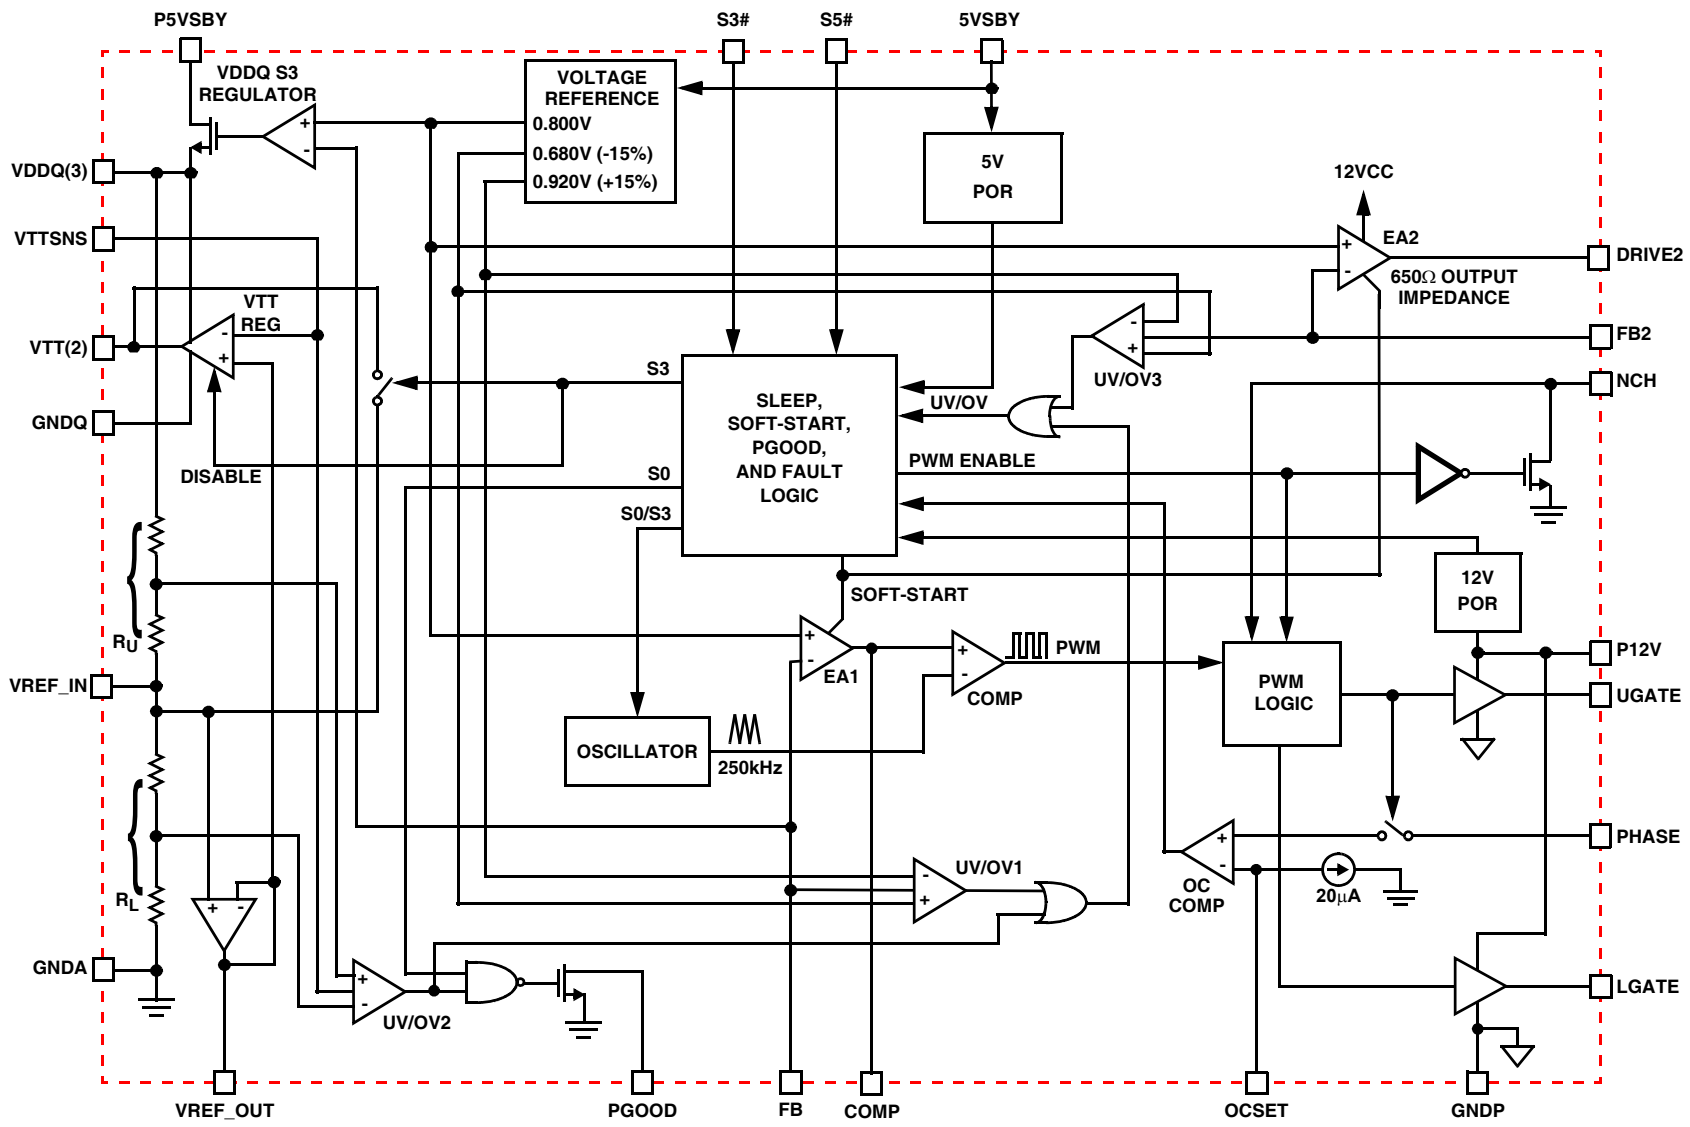 P5VSBY
S3#
S5#
5VSBY
VDDQ S3
REGULATOR
VOLTAGE
REFERENCE
0.800V
0.680V (-15%)
0.920V (+15%)
5V
POR
12VCC
VDDQ(3)
+
-
VTTSNS
+
-
EA2
DRIVE2
650Ω OUTPUT
IMPEDANCE
VTT
REG
-
+
VTT(2)
-
+
UV/OV3
FB2
S3
NCH
UV/OV
SLEEP,
SOFT-START,
PGOOD,
AND FAULT
LOGIC
GNDQ
DISABLE
S0
PWM ENABLE
S0/S3
12V
POR
SOFT-START
RU
+
-
EA1
+
-
COMP
PWM
P12V
VREF_IN
PWM
LOGIC
UGATE
OSCILLATOR
250kHz
PHASE
+
-
OC
COMP
20µA
UV/OV1
-
+
RL
+
-
GNDA
+
-
UV/OV2
LGATE
VREF_OUT
PGOOD
FB
COMP
OCSET
GNDP